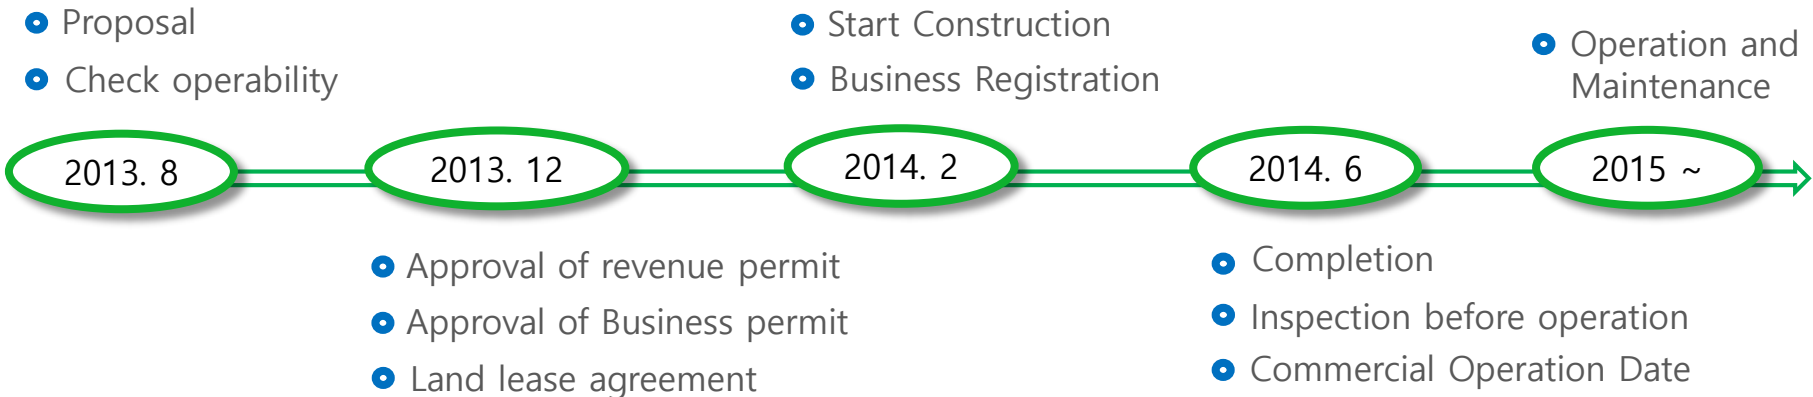 Proposal
Check operability
Start Construction
Business Registration
Operation and
Maintenance
2013. 8
2013. 12
2014. 2
2014. 6
2015 ~
Approval of revenue permit
Approval of Business permit
Land lease agreement
Completion
Inspection before operation
Commercial Operation Date